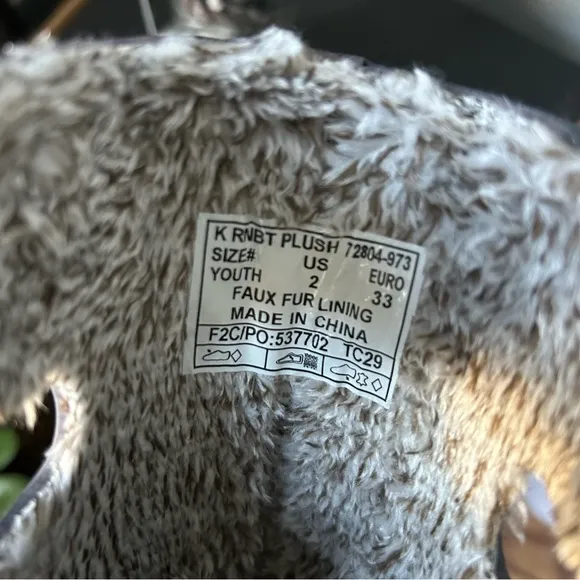 K RNBT PLUSH 72804-973
SIZE# US EURO
YOUTH 2 33
FAUX FUR LINING
MADE IN CHINA
F2C/PO:537702 TC29